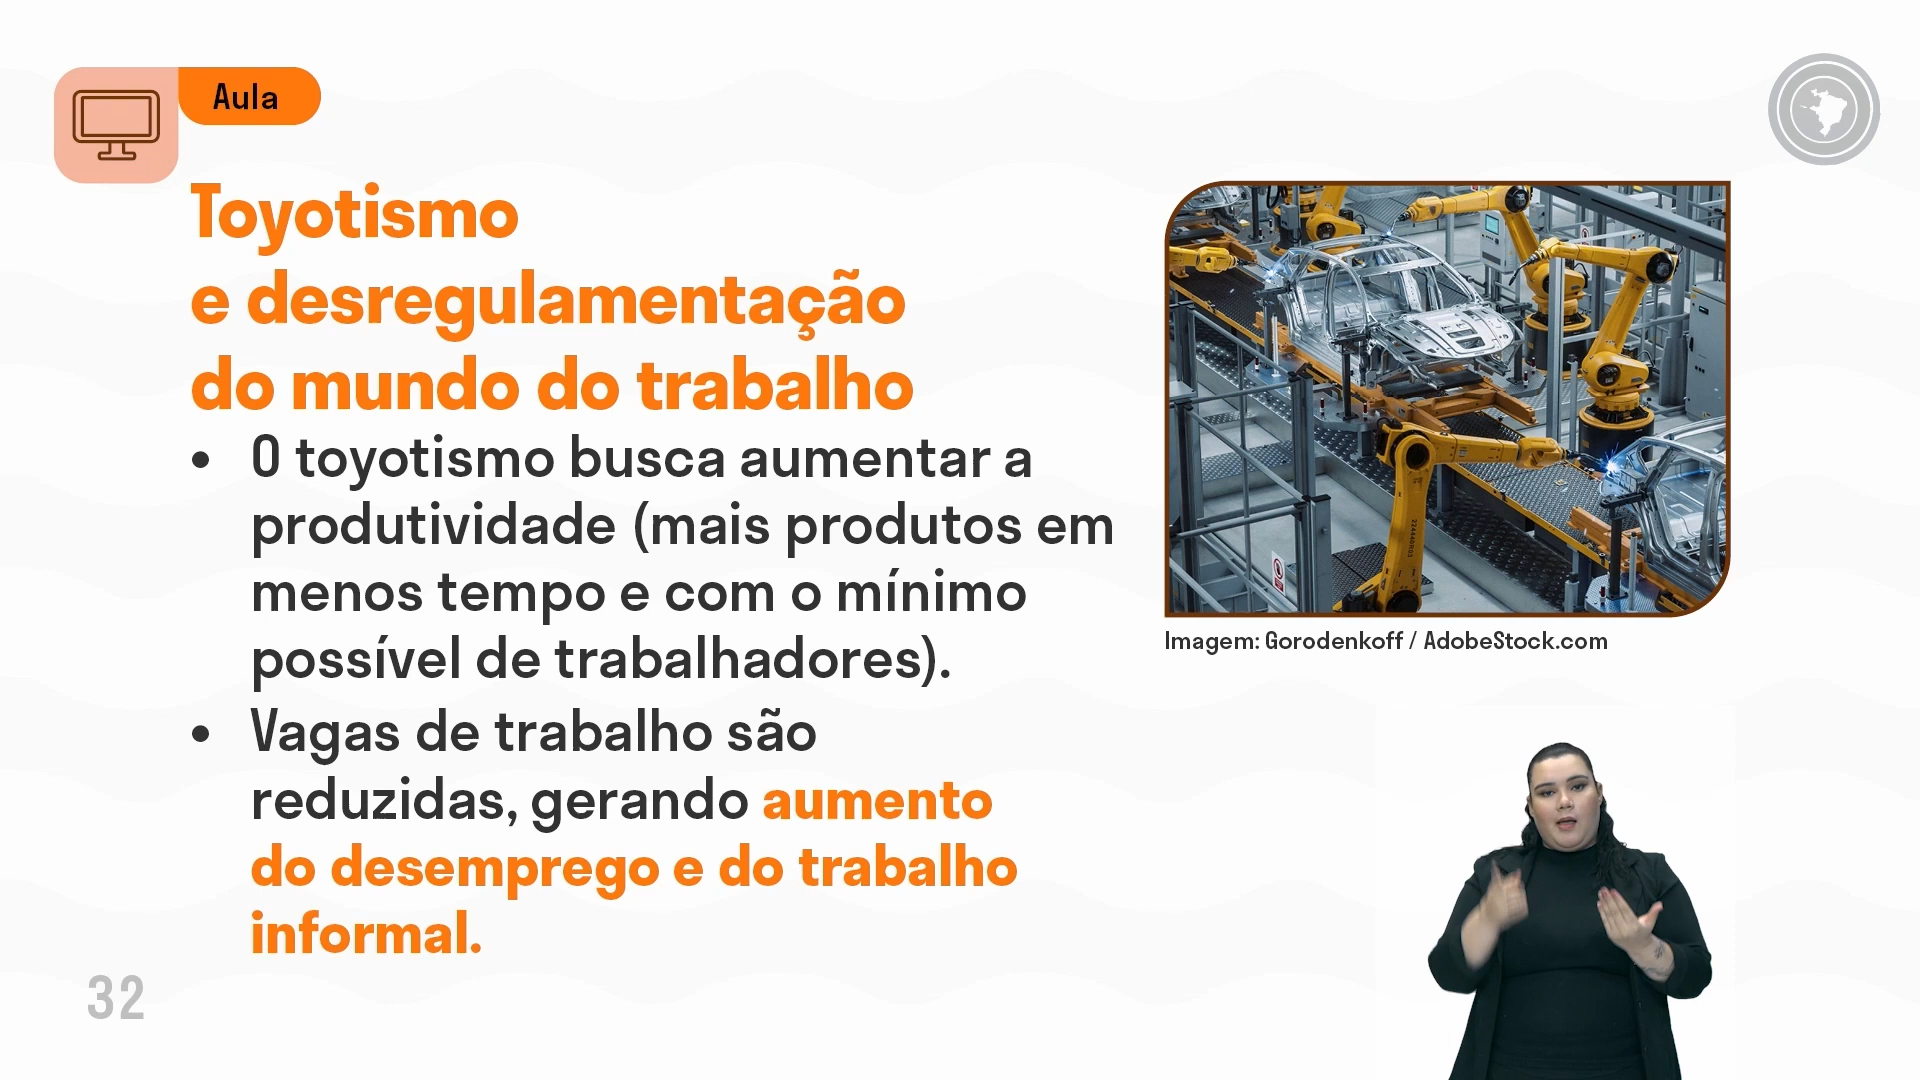 Aula
Toyotismo
e desregulamentação
do mundo do trabalho
• O toyotismo busca aumentar a
produtividade (mais produtos em
menos tempo e com o mínimo
possível de trabalhadores).
• Vagas de trabalho são
reduzidas, gerando aumento
do desemprego e do trabalho
informal.
Imagem: Gorodenkoff / AdobeStock.com
32